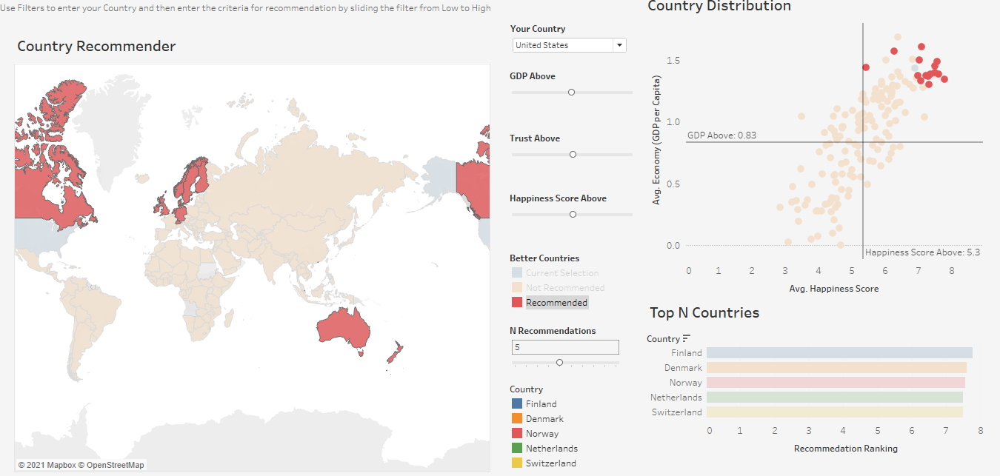 Use Filters to enter your Country and then enter the criteria for recommendation by sliding the filter from Low to High
Country Recommender
© 2021 Mapbox © OpenStreetMap
Your Country
United States
GDP Above
Trust Above
Happiness Score Above
Better Countries
Current Selection
Not Recommended
Recommended
N Recommendations
5
Country
Finland
Denmark
Norway
Netherlands
Switzerland
Country Distribution
Avg. Economy (GDP per Capita)
1.5
1.0
0.5
0.0
GDP Above: 0.83
Happiness Score Above: 5.3
0 1 2 3 4 5 6 7 8
Avg. Happiness Score
Top N Countries
Country
Finland
Denmark
Norway
Netherlands
Switzerland
0 1 2 3 4 5 6 7 8
Recommedation Ranking